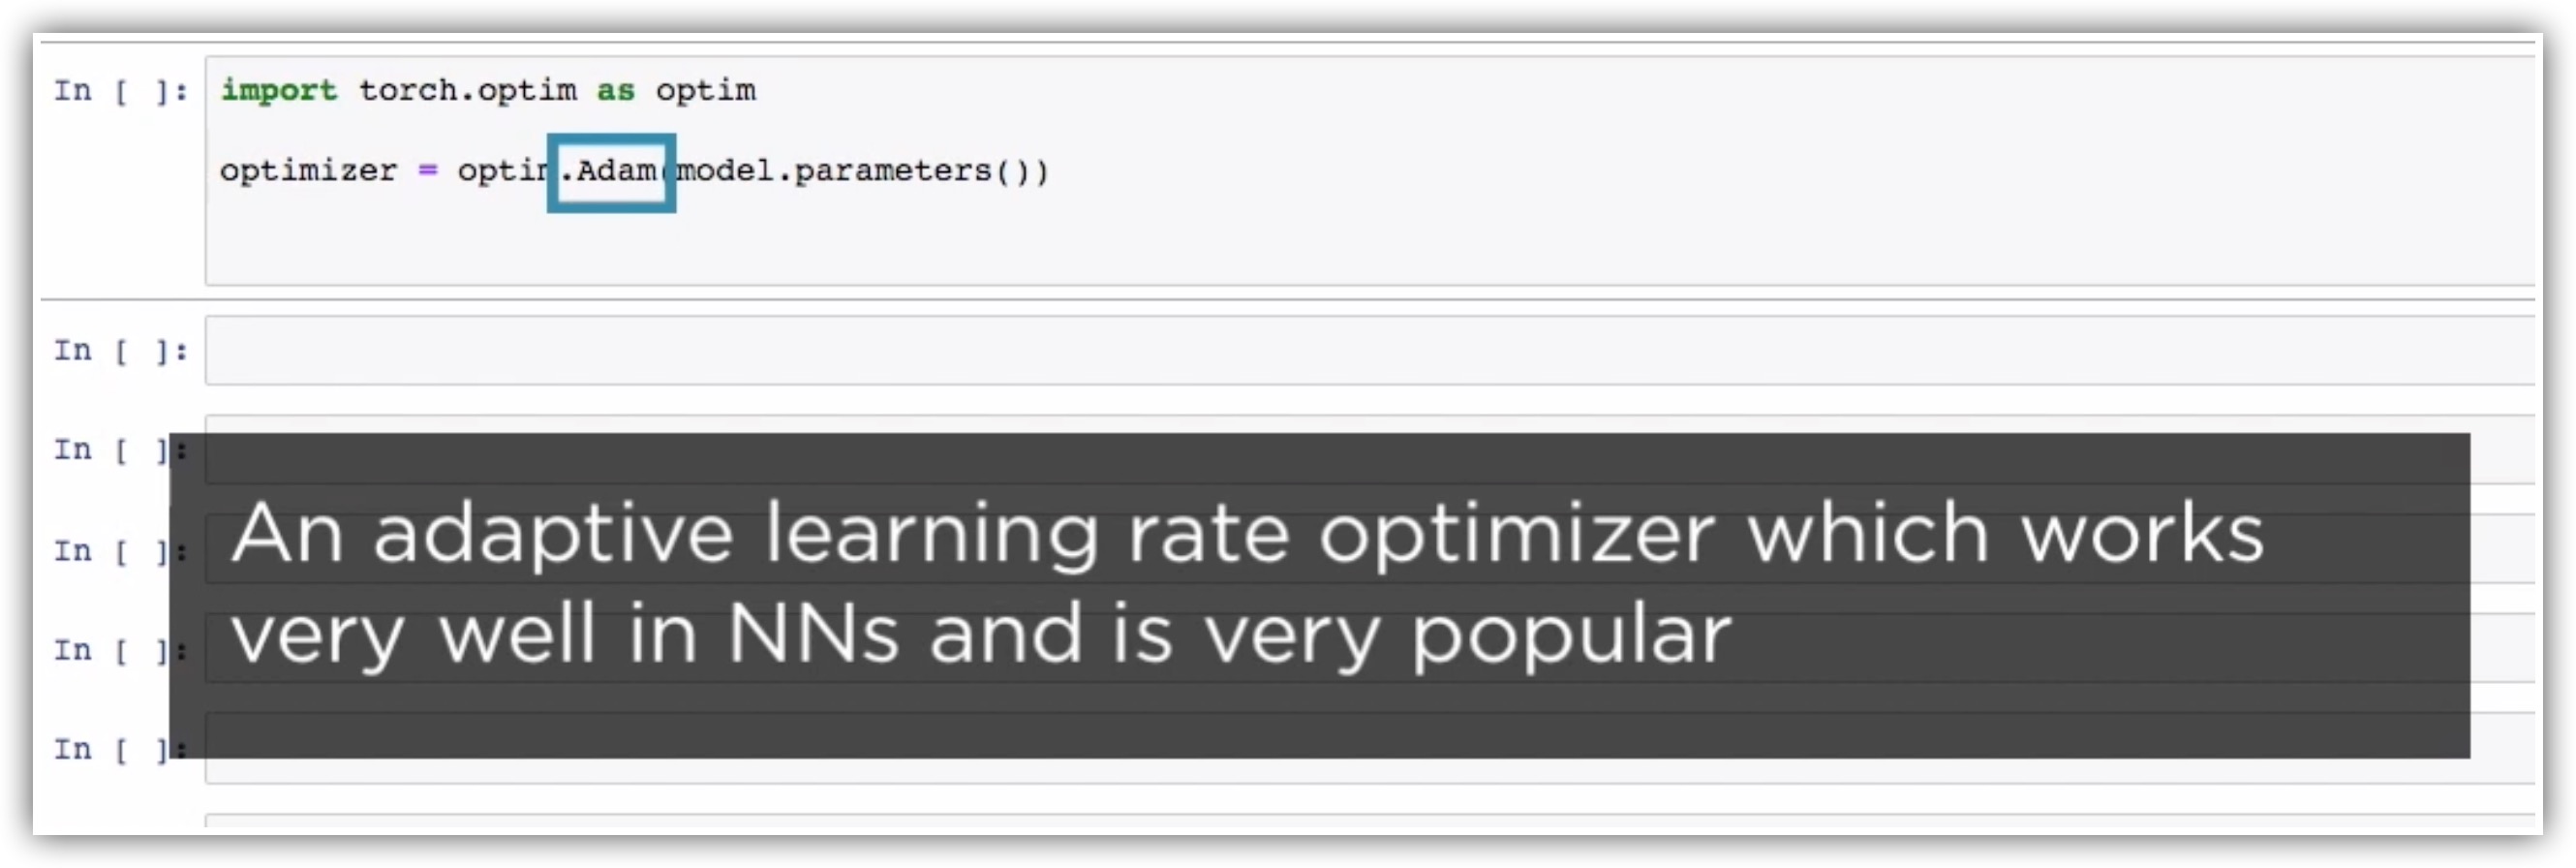 In [ ]: import torch.optim as optim
optimizer = optim.Adam(model.parameters())
In [ ]:
In [ ]:
In [ ]:
In [ ]:
In [ ]:
An adaptive learning rate optimizer which works
very well in NNs and is very popular